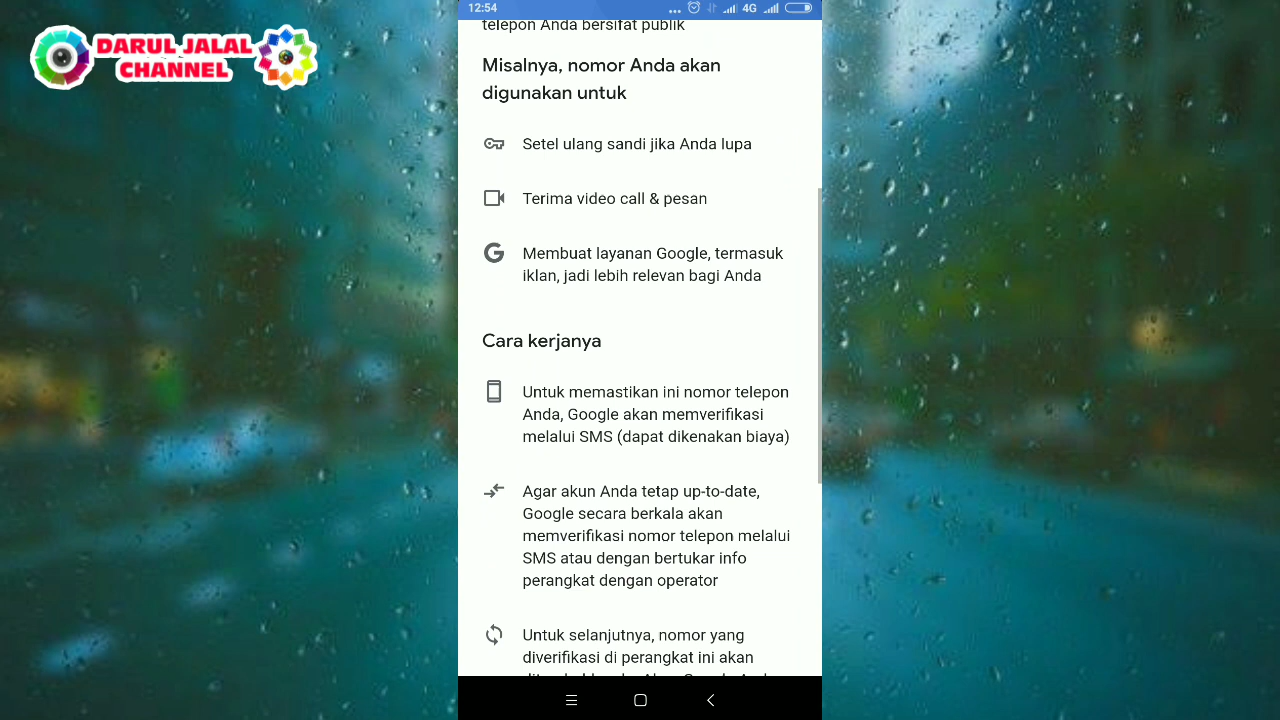 DARUL JALAL
CHANNEL
12:54
4G
telepon Anda bersifat publik
Misalnya, nomor Anda akan
digunakan untuk
Setel ulang sandi jika Anda lupa
Terima video call & pesan
Membuat layanan Google, termasuk
iklan, jadi lebih relevan bagi Anda
Cara kerjanya
Untuk memastikan ini nomor telepon
Anda, Google akan memverifikasi
melalui SMS (dapat dikenakan biaya)
Agar akun Anda tetap up-to-date,
Google secara berkala akan
memverifikasi nomor telepon melalui
SMS atau dengan bertukar info
perangkat dengan operator
Untuk selanjutnya, nomor yang
diverifikasi di perangkat ini akan